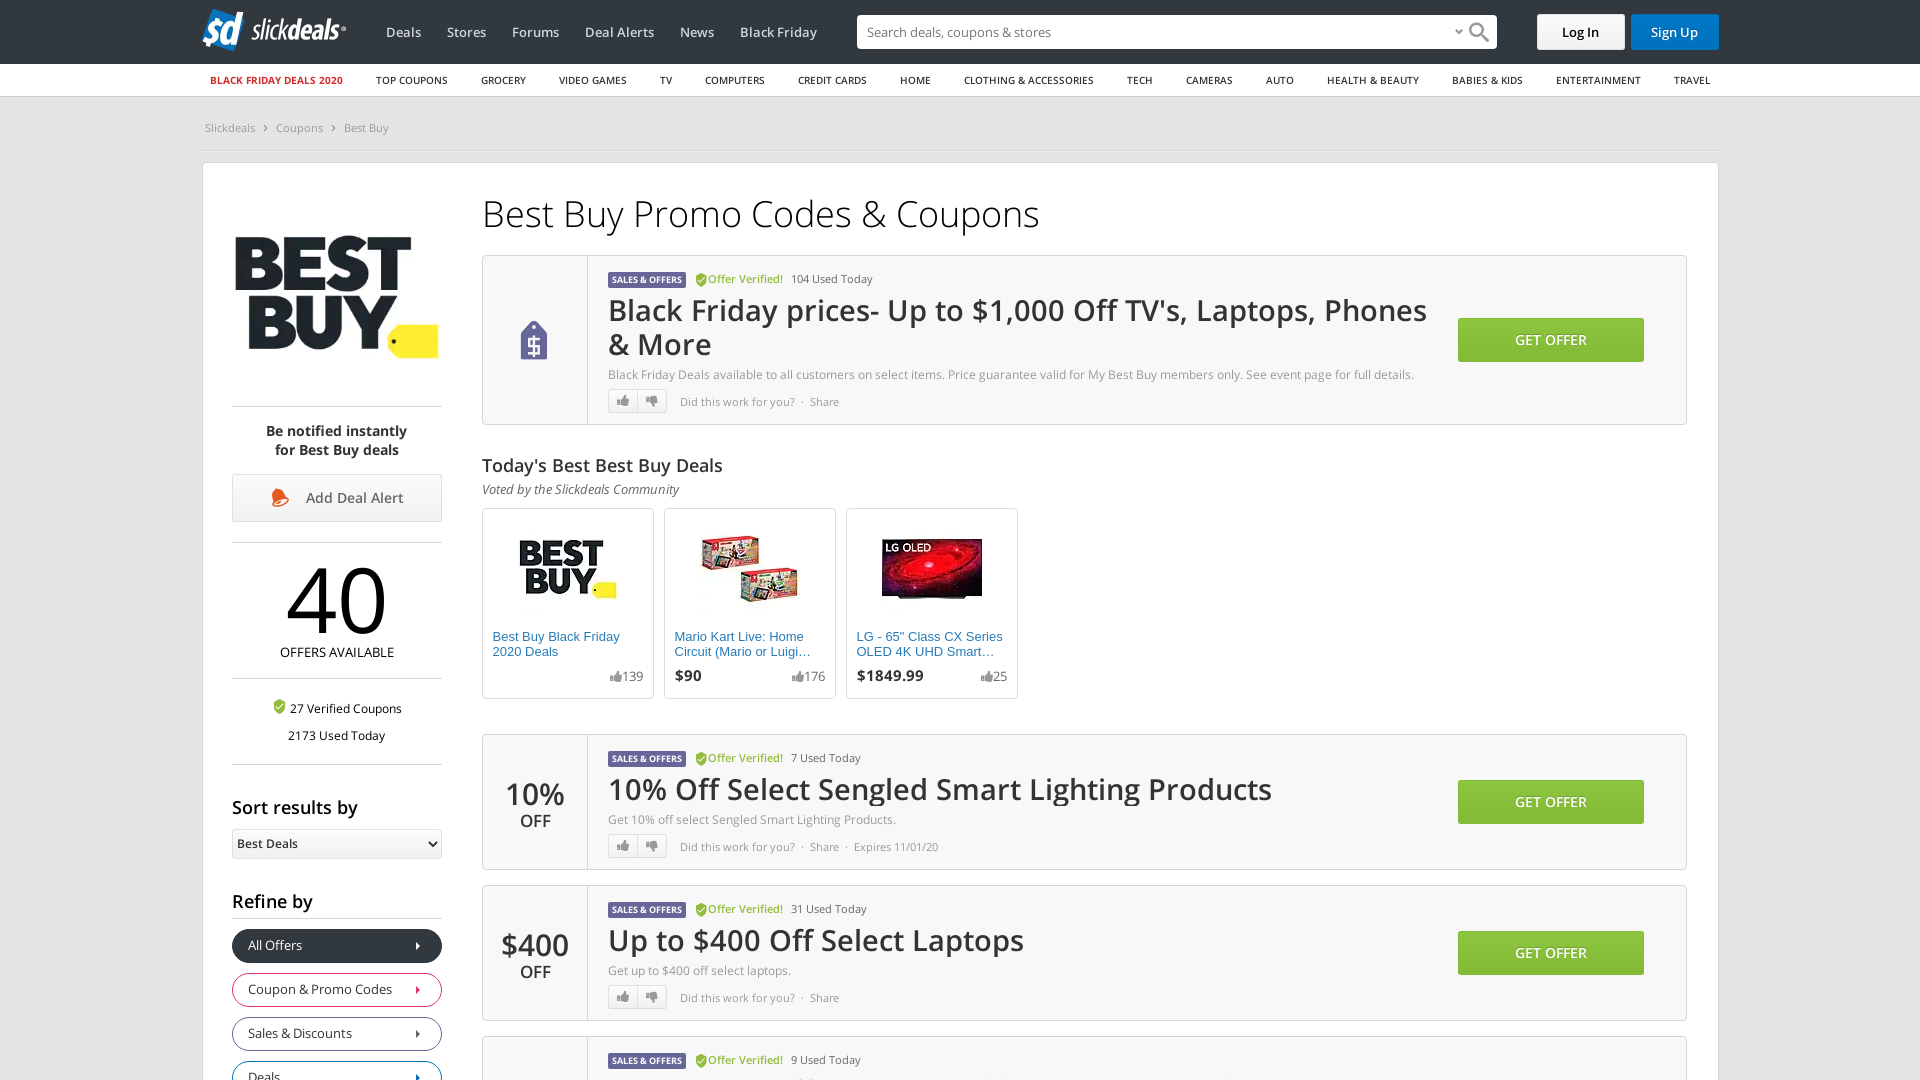 sd slickdeals
Deals
Stores
Forums
Deal Alerts
News
Black Friday
Search deals, coupons & stores
Log In
Sign Up
BLACK FRIDAY DEALS 2020
TOP COUPONS
GROCERY
VIDEO GAMES
TV
COMPUTERS
CREDIT CARDS
HOME
CLOTHING & ACCESSORIES
TECH
CAMERAS
AUTO
HEALTH & BEAUTY
BABIES & KIDS
ENTERTAINMENT
TRAVEL
Slickdeals > Coupons > Best Buy
BEST
BUY
Be notified instantly
for Best Buy deals
Add Deal Alert
40
OFFERS AVAILABLE
27 Verified Coupons
2173 Used Today
Sort results by
Best Deals
Refine by
All Offers
Coupon & Promo Codes
Sales & Discounts
Deals
Best Buy Promo Codes & Coupons
$
SALES & OFFERS Offer Verified! 104 Used Today
Black Friday prices- Up to $1,000 Off TV's, Laptops, Phones
& More
Black Friday Deals available to all customers on select items. Price guarantee valid for My Best Buy members only. See event page for full details.
Did this work for you? · Share
GET OFFER
Today's Best Best Buy Deals
Voted by the Slickdeals Community
BEST
BUY
Best Buy Black Friday
2020 Deals
139
Mario Kart Live: Home
Circuit (Mario or Luigi…
$90
176
LG OLED
LG - 65" Class CX Series
OLED 4K UHD Smart…
$1849.99
25
10%
OFF
SALES & OFFERS Offer Verified! 7 Used Today
10% Off Select Sengled Smart Lighting Products
Get 10% off select Sengled Smart Lighting Products.
Did this work for you? · Share · Expires 11/01/20
GET OFFER
$400
OFF
SALES & OFFERS Offer Verified! 31 Used Today
Up to $400 Off Select Laptops
Get up to $400 off select laptops.
Did this work for you? · Share
GET OFFER
SALES & OFFERS Offer Verified! 9 Used Today